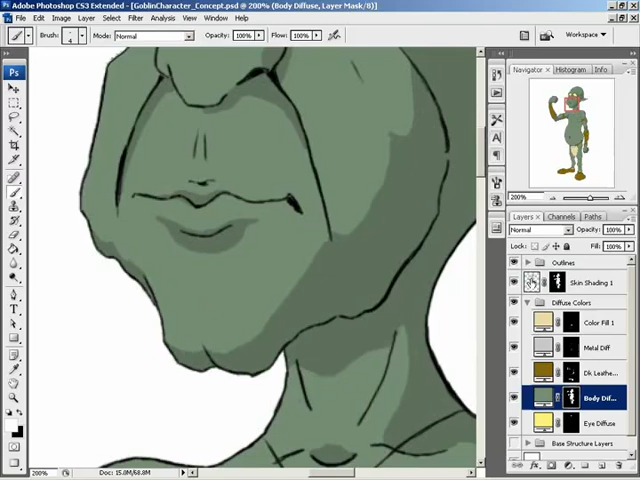 Adobe Photoshop CS3 Extended - [GoblinCharacter_Concept.psd @ 200% (Body Diffuse, Layer Mask/8)]
File Edit Image Layer Select Filter Analysis View Window Help
Brush: 4 Mode: Normal Opacity: 100% Flow: 100% Workspace
Ps
Navigator Histogram Info
200%
Layers Channels Paths
Normal Opacity: 100%
Lock: Fill: 100%
Outlines
Skin Shading 1
Diffuse Colors
Color Fill 1
Metal Diff
Dk Leathe...
Body Dif...
Eye Diffuse
Base Structure Layers
200% Doc: 15.8M/68.8M